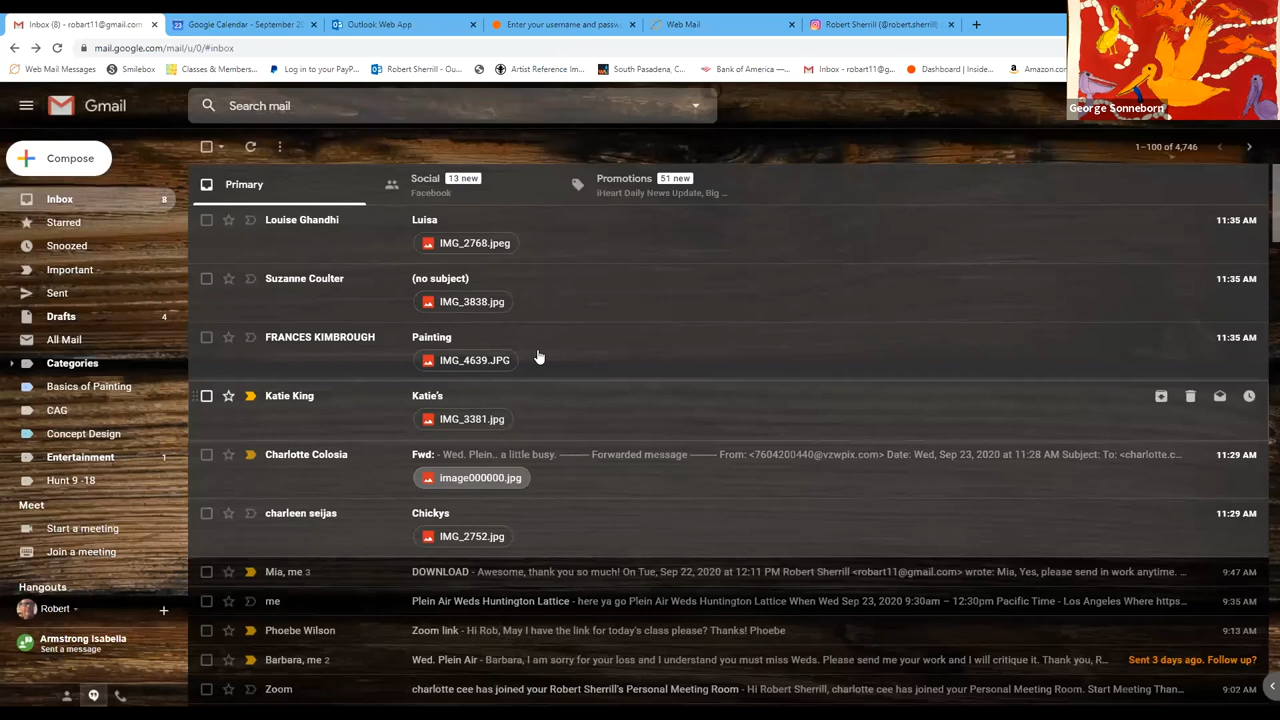 Inbox (8) - robart11@gmail.com
Google Calendar - September 20
Outlook Web App
Enter your username and passw
Web Mail
Robert Sherrill (@robert.sherrill
mail.google.com/mail/u/0/#inbox
Web Mail Messages
Smilebox
Classes & Members...
Log in to your PayP...
Robert Sherrill - Ou...
Artist Reference Im...
South Pasadena, C...
Bank of America —...
Inbox - robart11@g...
Dashboard | Inside...
Amazon.com
George Sonneborn
Gmail
Search mail
Compose
1–100 of 4,746
Primary
Social 13 new
Facebook
Promotions 51 new
iHeart Daily News Update, Big ...
Inbox 8
Starred
Snoozed
Important
Sent
Drafts 4
All Mail
Categories
Basics of Painting
CAG
Concept Design
Entertainment 1
Hunt 9 -18
Meet
Start a meeting
Join a meeting
Hangouts
Robert
Armstrong Isabella
Sent a message
Louise Ghandhi Luisa 11:35 AM
IMG_2768.jpeg
Suzanne Coulter (no subject) 11:35 AM
IMG_3838.jpg
FRANCES KIMBROUGH Painting 11:35 AM
IMG_4639.JPG
Katie King Katie's
IMG_3381.jpg
Charlotte Colosia Fwd: - Wed. Plein.. a little busy. ---------- Forwarded message --------- From: <7604200440@vzwpix.com> Date: Wed, Sep 23, 2020 at 11:28 AM Subject: To: <charlotte.c... 11:29 AM
image000000.jpg
charleen seijas Chickys 11:29 AM
IMG_2752.jpg
Mia, me 3 DOWNLOAD - Awesome, thank you so much! On Tue, Sep 22, 2020 at 12:11 PM Robert Sherrill <robart11@gmail.com> wrote: Mia, Yes, please send in work anytime. ... 9:47 AM
me Plein Air Weds Huntington Lattice - here ya go Plein Air Weds Huntington Lattice When Wed Sep 23, 2020 9:30am – 12:30pm Pacific Time - Los Angeles Where https... 9:35 AM
Phoebe Wilson Zoom link - Hi Rob, May I have the link for today's class please? Thanks! Phoebe 9:13 AM
Barbara, me 2 Wed. Plein Air - Barbara, I am sorry for your loss and I understand you must miss Weds. Please send me your work and I will critique it. Thank you, R... Sent 3 days ago. Follow up?
Zoom charlotte cee has joined your Robert Sherrill's Personal Meeting Room - Hi Robert Sherrill, charlotte cee has joined your Personal Meeting Room. Start Meeting Than... 9:02 AM